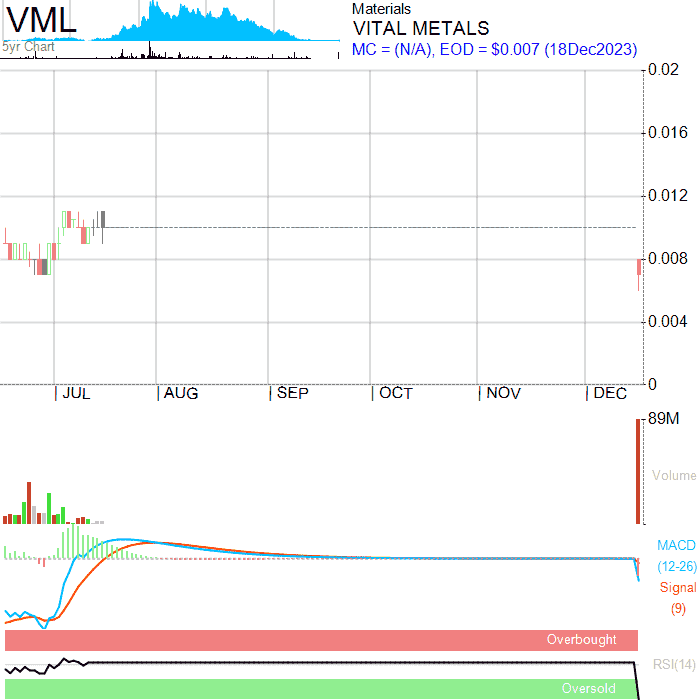 VML
5yr Chart
Materials
VITAL METALS
MC = (N/A), EOD = $0.007 (18Dec2023)
0.02
0.016
0.012
0.008
0.004
0
JUL AUG SEP OCT NOV DEC
89M
Volume
MACD
(12-26)
Signal
(9)
Overbought
RSI(14)
Oversold